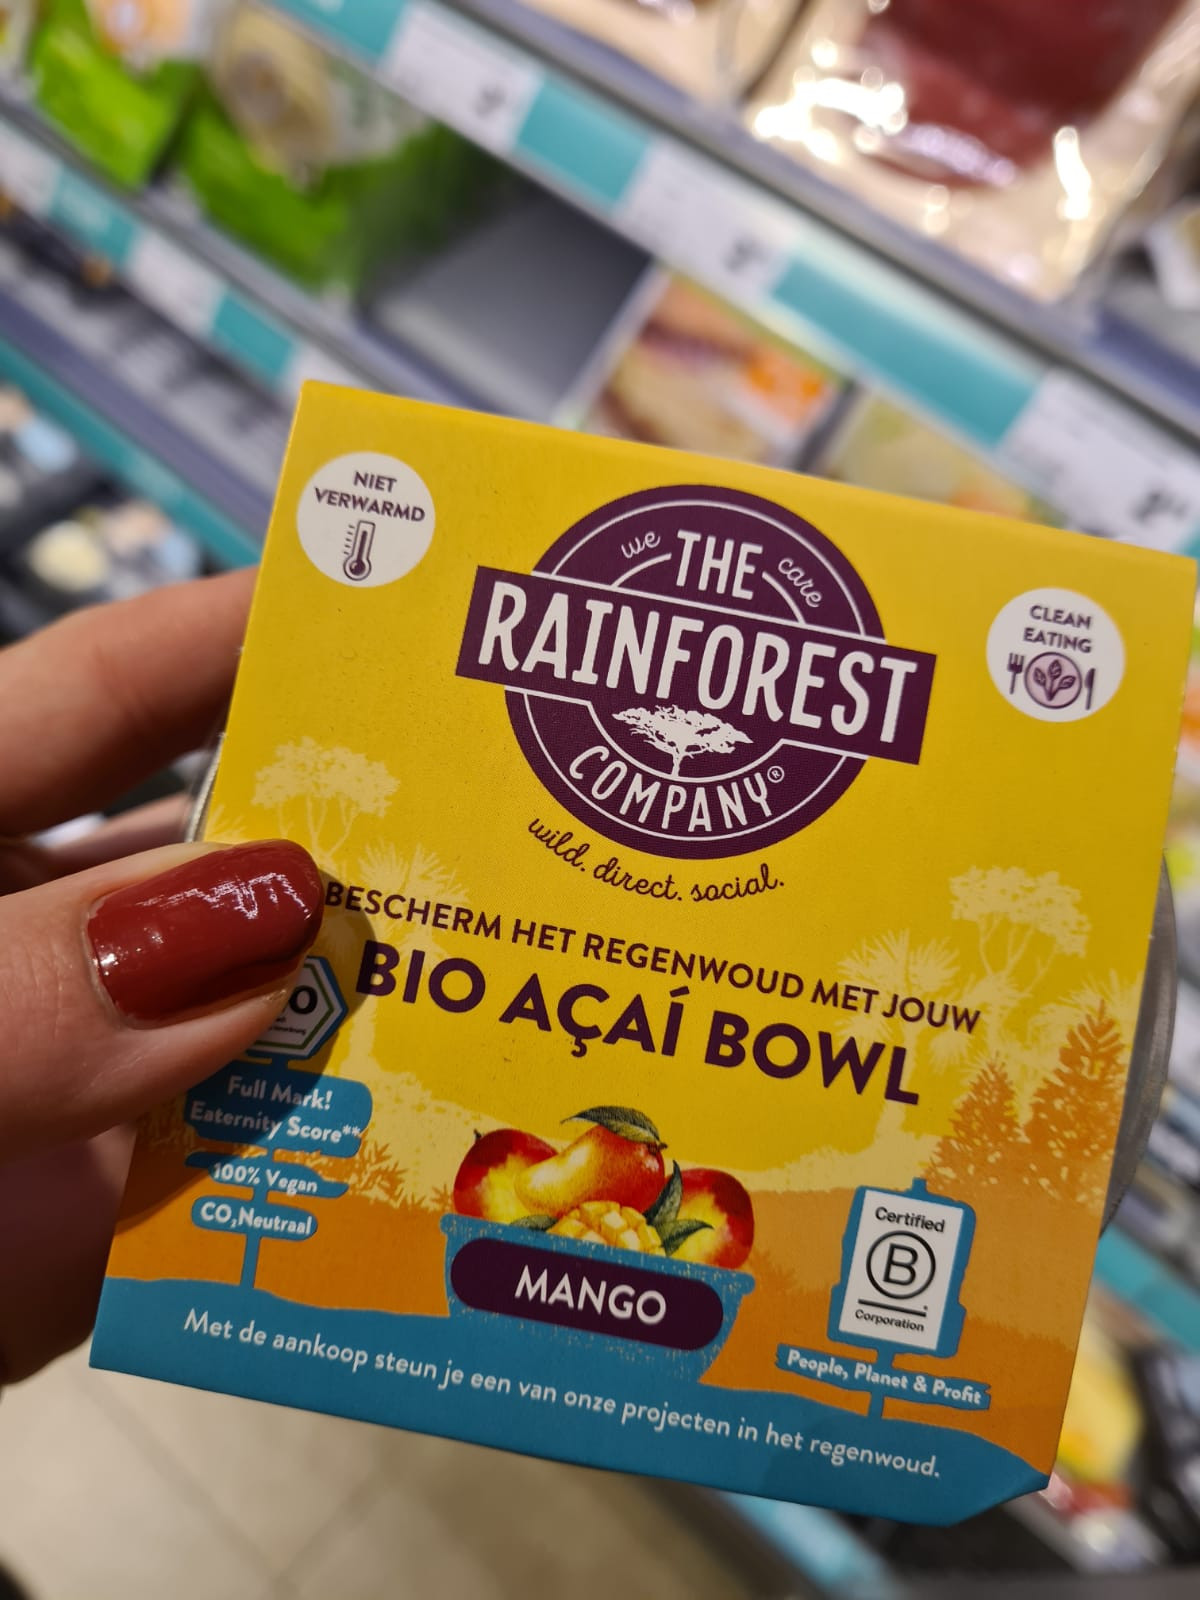 NIET
VERWARMD
we THE care
RAINFOREST
COMPANY®
wild. direct. social.
CLEAN
EATING
BESCHERM HET REGENWOUD MET JOUW
BIO AÇAÍ BOWL
Full Mark!
Eaternity Score**
100% Vegan
CO₂Neutraal
MANGO
Certified
B
Corporation
People, Planet & Profit
Met de aankoop steun je een van onze projecten in het regenwoud.